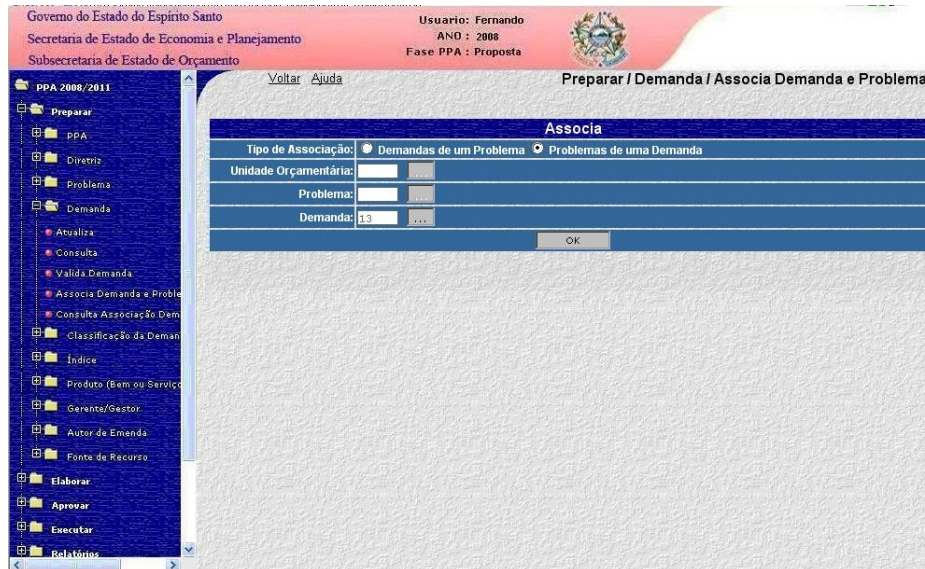 Governo do Estado do Espírito Santo
Secretaria de Estado de Economia e Planejamento
Subsecretaria de Estado de Orçamento
Usuario: Fernando
ANO : 2008
Fase PPA : Proposta
Voltar Ajuda
Preparar / Demanda / Associa Demanda e Problema
PPA 2008/2011
Preparar
PPA
Diretriz
Problema
Demanda
Atualiza
Consulta
Valida Demanda
Associa Demanda e Proble
Consulta Associação Dem
Classificação da Deman
Índice
Produto (Bem ou Serviço
Gerente/Gestor
Autor de Emenda
Fonte de Recurso
Elaborar
Aprovar
Executar
Relatórios
Associa
Tipo de Associação: Demandas de um Problema Problemas de uma Demanda
Unidade Orçamentária: ...
Problema: ...
Demanda: 13 ...
OK